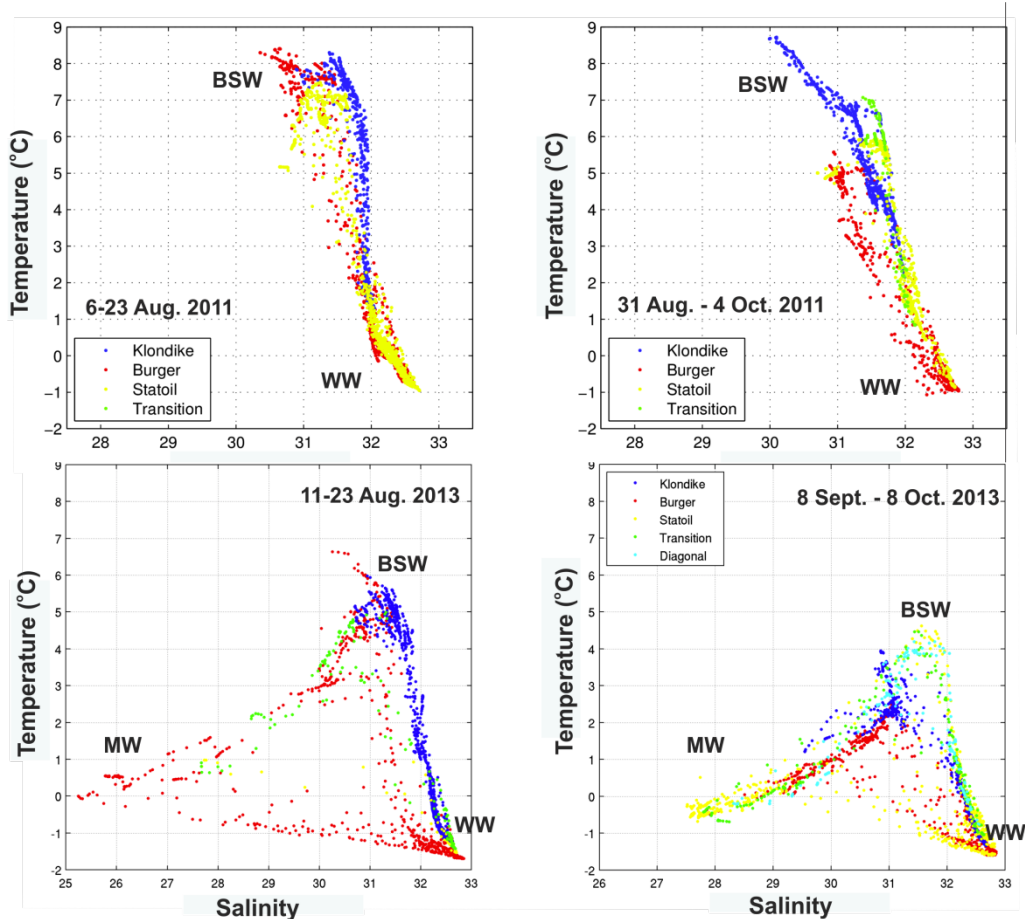 9
8
7
6
5
4
3
2
1
0
−1
−2
Temperature (°C)
BSW
6-23 Aug. 2011
WW
Klondike
Burger
Statoil
Transition
28
29
30
31
32
33
9
8
7
6
5
4
3
2
1
0
−1
−2
Temperature (°C)
BSW
31 Aug. - 4 Oct. 2011
WW
Klondike
Burger
Statoil
Transition
28
29
30
31
32
33
9
8
7
6
5
4
3
2
1
0
-1
-2
Temperature (°C)
11-23 Aug. 2013
BSW
MW
WW
25
26
27
28
29
30
31
32
33
Salinity
9
8
7
6
5
4
3
2
1
0
-1
-2
Temperature (°C)
Klondike
Burger
Statoil
Transition
Diagonal
8 Sept. - 8 Oct. 2013
BSW
MW
WW
26
27
28
29
30
31
32
33
Salinity